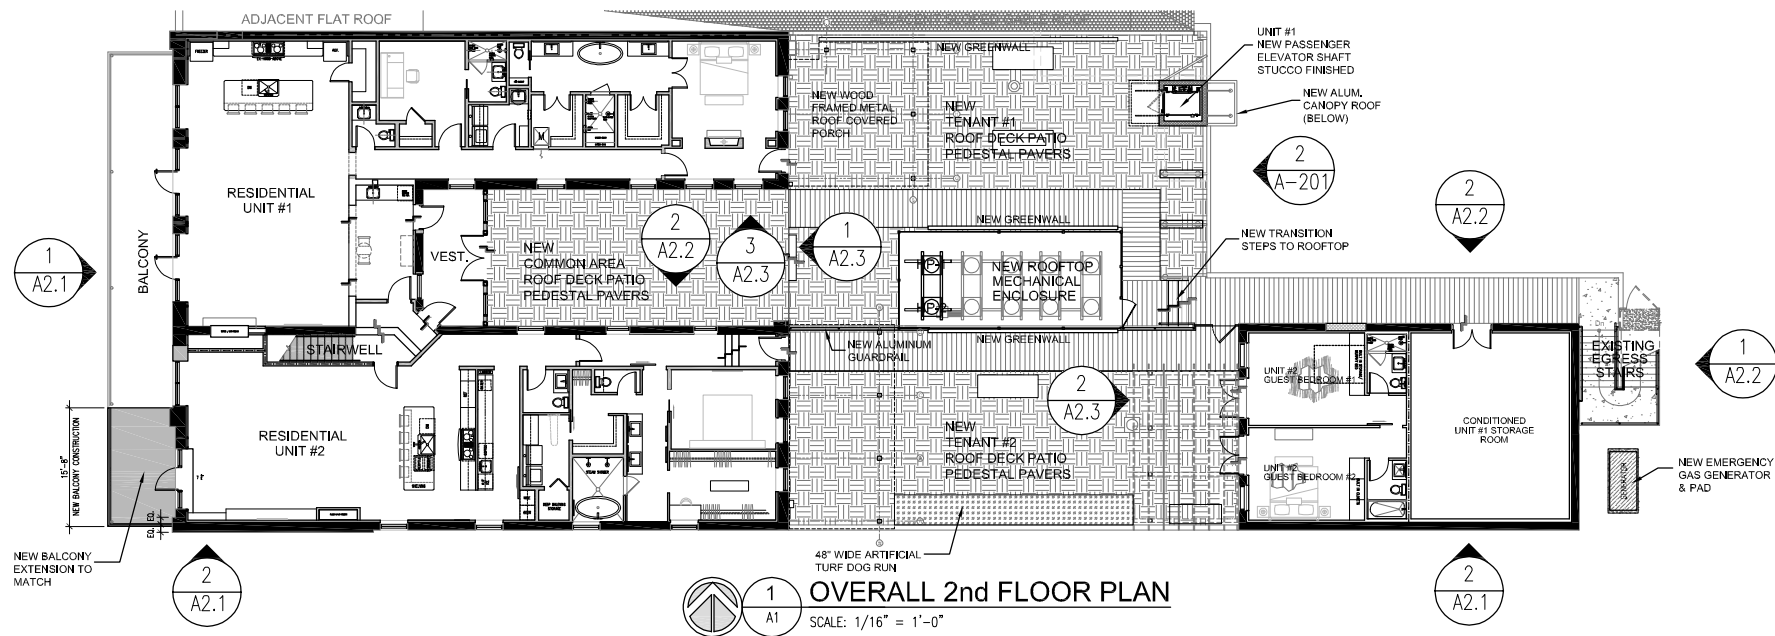 ADJACENT FLAT ROOF
ADJACENT SLOPED GABLE ROOF
UNIT #1
NEW PASSENGER
ELEVATOR SHAFT
STUCCO FINISHED
NEW ALUM.
CANOPY ROOF
(BELOW)
NEW GREENWALL
NEW WOOD
FRAMED METAL
ROOF COVERED
PORCH
NEW
TENANT #1
ROOF DECK PATIO
PEDESTAL PAVERS
FREEZER
RESIDENTIAL
UNIT #1
BALCONY
1
A2.1
VEST.
NEW
COMMON AREA
ROOF DECK PATIO
PEDESTAL PAVERS
2
A2.2
3
A2.3
1
A2.3
NEW GREENWALL
NEW ROOFTOP
MECHANICAL
ENCLOSURE
NEW TRANSITION
STEPS TO ROOFTOP
2
A-201
2
A2.2
1
A2.2
STAIRWELL
NEW ALUMINUM
GUARDRAIL
NEW GREENWALL
2
A2.3
UNIT #2
GUEST BEDROOM #1
EXISTING
EGRESS
STAIRS
RESIDENTIAL
UNIT #2
NEW
TENANT #2
ROOF DECK PATIO
PEDESTAL PAVERS
UNIT #2
GUEST BEDROOM #2
CONDITIONED
UNIT #1 STORAGE
ROOM
NEW EMERGENCY
GAS GENERATOR
& PAD
15'-8"
NEW BALCONY CONSTRUCTION
EQ.
EQ.
NEW BALCONY
EXTENSION TO
MATCH
2
A2.1
48" WIDE ARTIFICIAL
TURF DOG RUN
2
A2.1
1
A1
OVERALL 2nd FLOOR PLAN
SCALE: 1/16" = 1'-0"